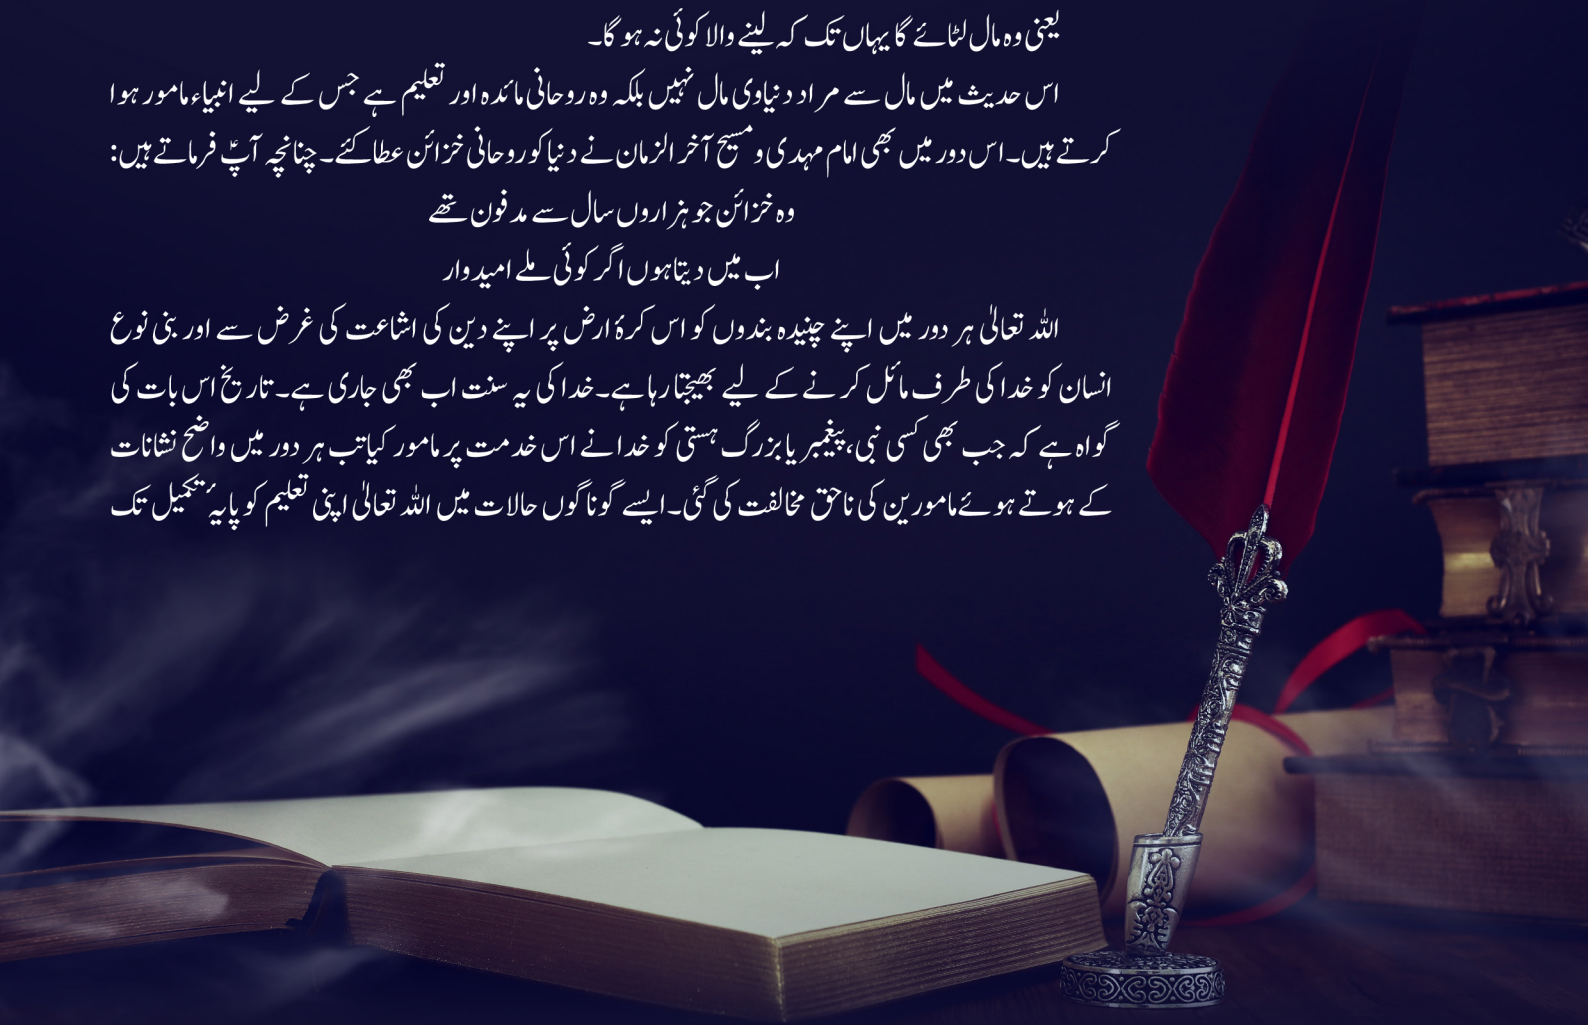 یعنی وہ مال لٹائے گا یہاں تک کہ لینے والا کوئی نہ ہو گا۔
اس حدیث میں مال سے مراد دنیاوی مال نہیں بلکہ وہ روحانی مائدہ اور تعلیم ہے جس کے لیے انبیاء مامور ہوا
کرتے ہیں۔ اس دور میں بھی امام مہدی و مسیح آخر الزمان نے دنیا کو روحانی خزائن عطا کئے۔ چنانچہ آپؑ فرماتے ہیں:
وہ خزائن جو ہزاروں سال سے مدفون تھے
اب میں دیتا ہوں اگر کوئی ملے امیدوار
اللہ تعالیٰ ہر دور میں اپنے چنیدہ بندوں کو اس کرۂ ارض پر اپنے دین کی اشاعت کی غرض سے اور بنی نوع
انسان کو خدا کی طرف مائل کرنے کے لیے بھیجتا رہا ہے۔ خدا کی یہ سنت اب بھی جاری ہے۔ تاریخ اس بات کی
گواہ ہے کہ جب بھی کسی نبی، پیغمبر یا بزرگ ہستی کو خدا نے اس خدمت پر مامور کیا تب ہر دور میں واضح نشانات
کے ہوتے ہوئے مامورین کی ناحق مخالفت کی گئی۔ ایسے گوناگوں حالات میں اللہ تعالیٰ اپنی تعلیم کو پایۂ تکمیل تک